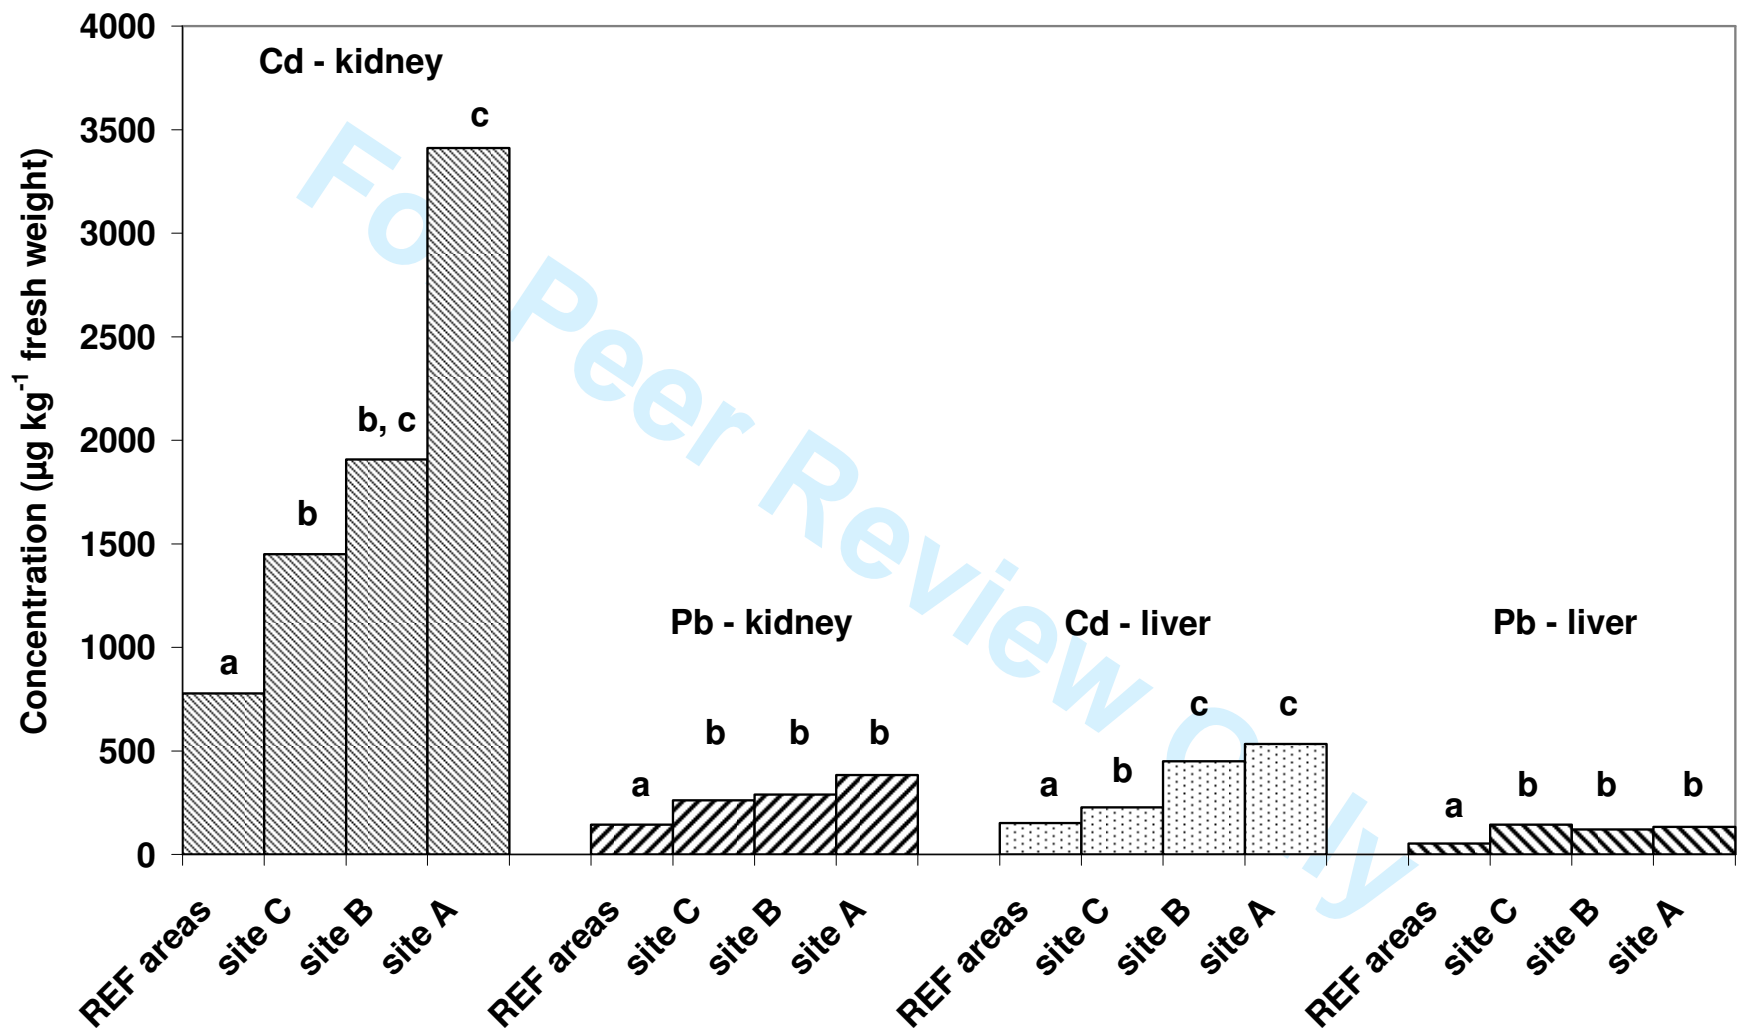 Cd - kidney
Pb - kidney
Cd - liver
Pb - liver
Concentration (µg kg⁻¹ fresh weight)
4000
3500
3000
2500
2000
1500
1000
500
0
a
b
b, c
c
a
b
b
b
a
b
c
c
a
b
b
b
REF areas
site C
site B
site A
REF areas
site C
site B
site A
REF areas
site C
site B
site A
REF areas
site C
site B
site A
For Peer Review Only